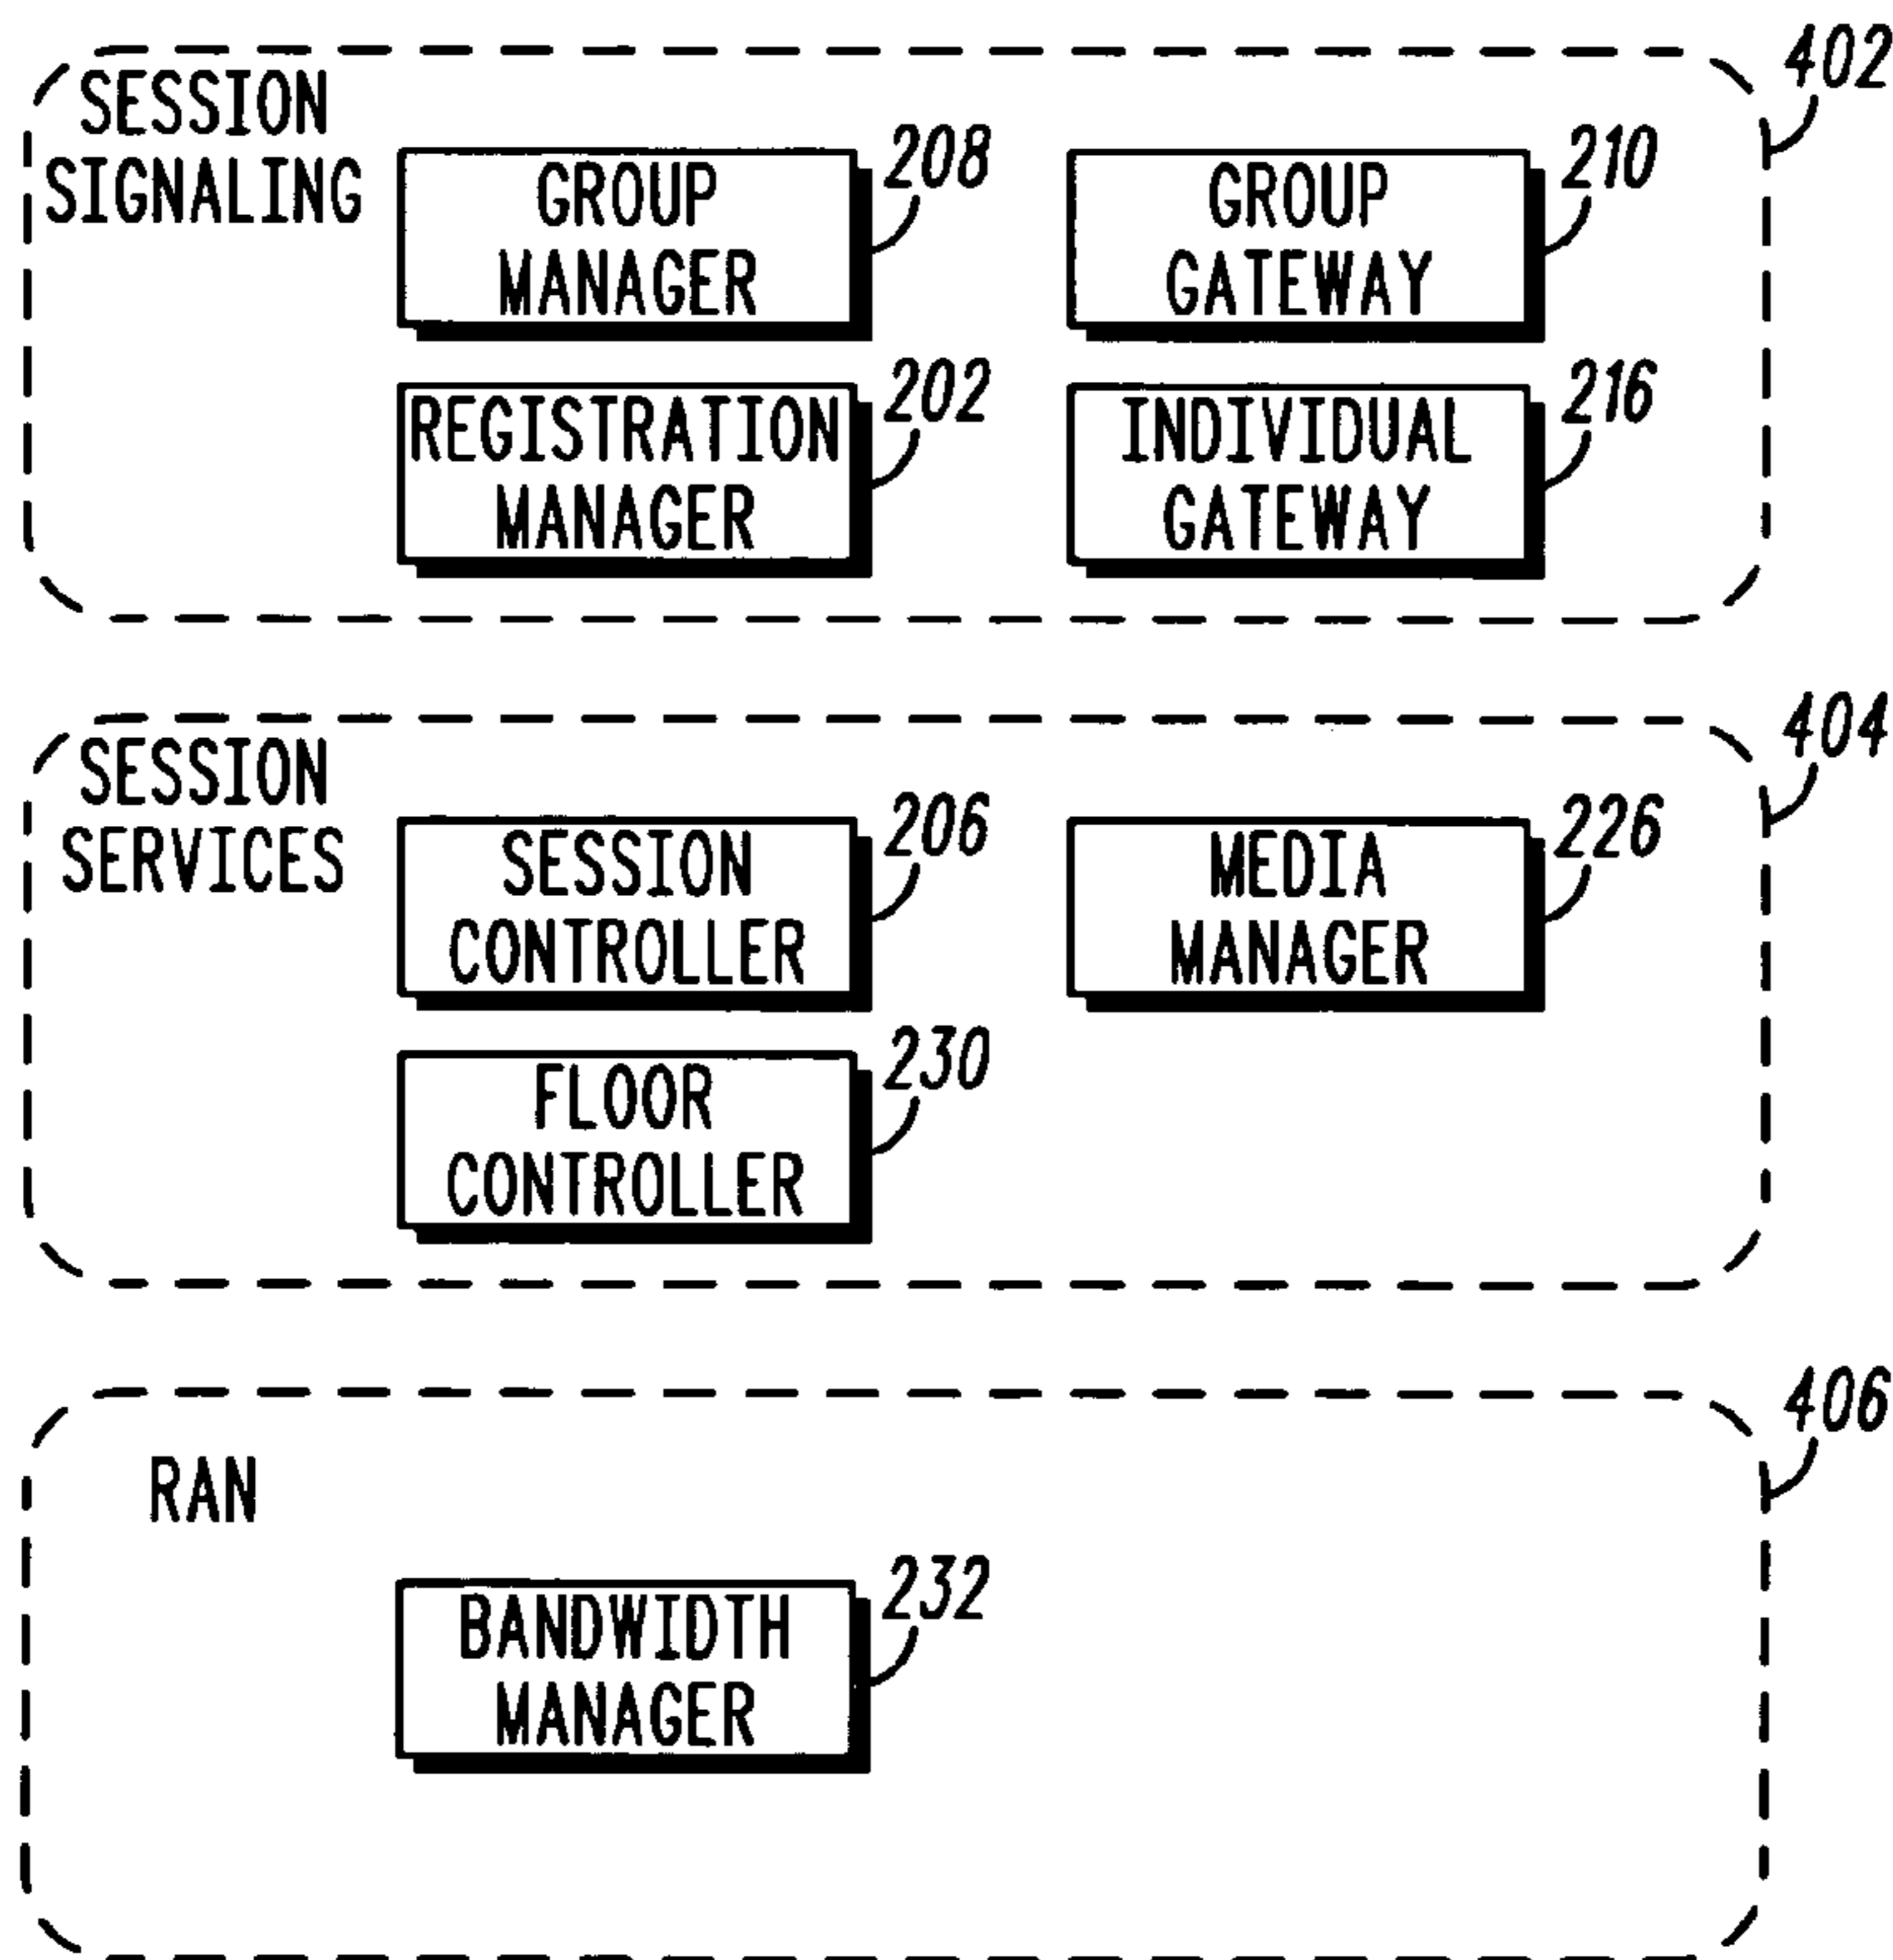 402
SESSION
SIGNALING
GROUP
MANAGER
208
GROUP
GATEWAY
210
REGISTRATION
MANAGER
202
INDIVIDUAL
GATEWAY
216
404
SESSION
SERVICES
SESSION
CONTROLLER
206
MEDIA
MANAGER
226
FLOOR
CONTROLLER
230
406
RAN
BANDWIDTH
MANAGER
232